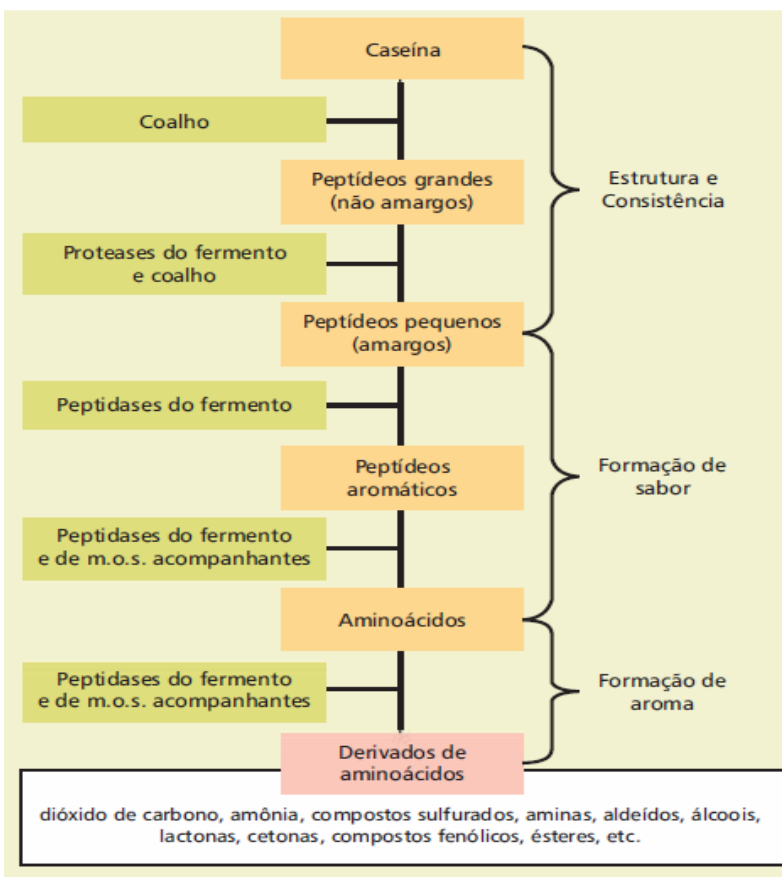 Caseína
Coalho
Peptídeos grandes
(não amargos)
Estrutura e
Consistência
Proteases do fermento
e coalho
Peptídeos pequenos
(amargos)
Peptidases do fermento
Peptídeos
aromáticos
Formação de
sabor
Peptidases do fermento
e de m.o.s. acompanhantes
Aminoácidos
Peptidases do fermento
e de m.o.s. acompanhantes
Formação de
aroma
Derivados de
aminoácidos
dióxido de carbono, amônia, compostos sulfurados, aminas, aldeídos, álcoois,
lactonas, cetonas, compostos fenólicos, ésteres, etc.